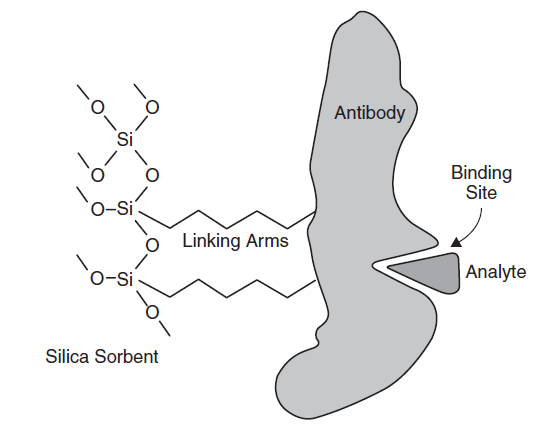 O
O
Si
O
O
O–Si
O
O–Si
O
Antibody
Binding
Site
Linking Arms
Analyte
Silica Sorbent